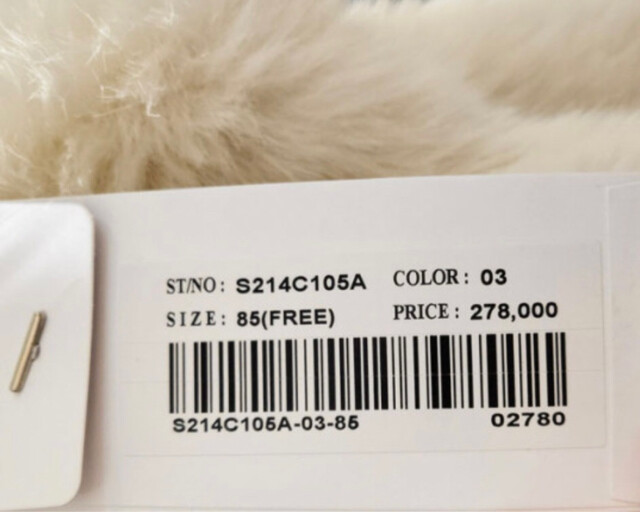 ST/NO: S214C105A COLOR: 03
SIZE: 85(FREE) PRICE: 278,000
S214C105A-03-85 02780